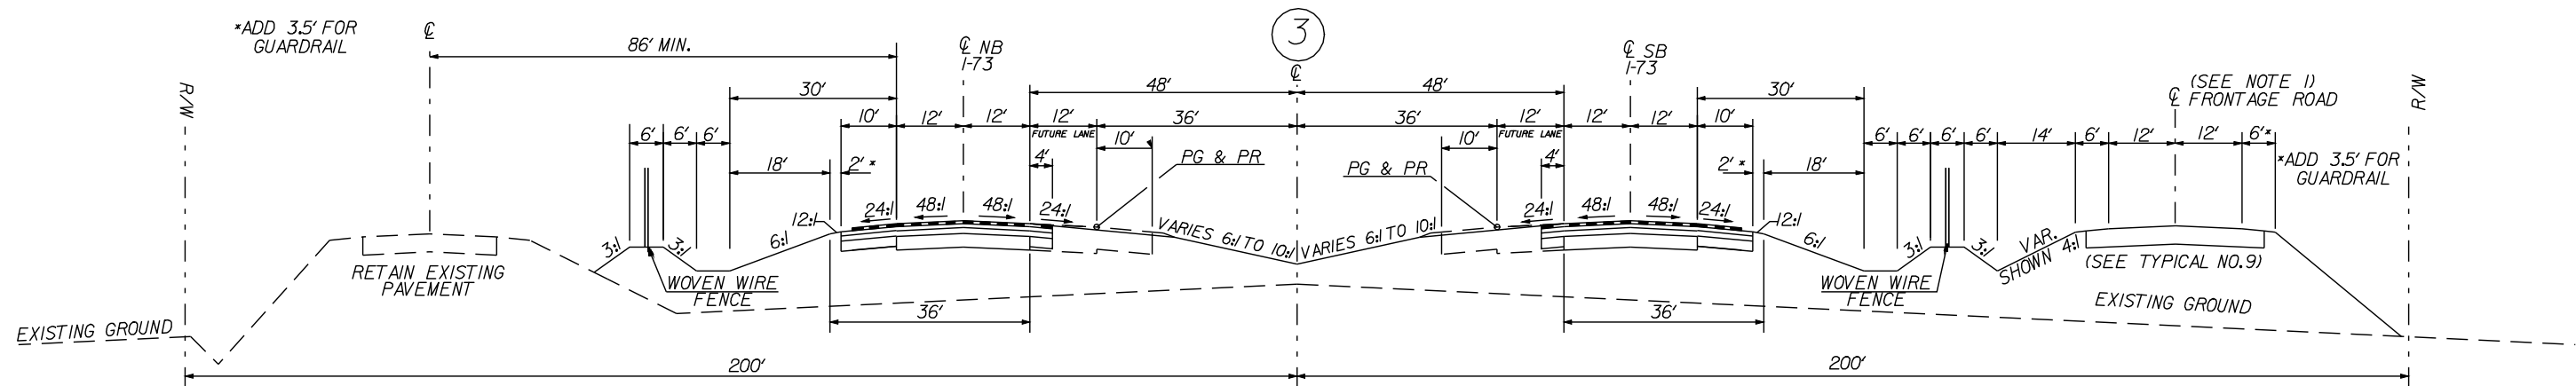 *ADD 3.5' FOR
GUARDRAIL
℄
86' MIN.
℄ NB
I-73
3
℄
℄ SB
I-73
(SEE NOTE 1)
℄ FRONTAGE ROAD
R/W
R/W
30'
48'
48'
30'
10'
12'
12'
12'
36'
36'
12'
12'
12'
10'
FUTURE LANE
FUTURE LANE
6'
6'
6'
10'
10'
6'
6'
6'
6'
14'
6'
12'
12'
6'*
4'
PG & PR
PG & PR
4'
*ADD 3.5' FOR
GUARDRAIL
18'
2' *
2' *
18'
12:1
24:1
48:1
48:1
24:1
VARIES 6:1 TO 10:1
VARIES 6:1 TO 10:1
24:1
48:1
48:1
24:1
12:1
3:1
3:1
6:1
6:1
3:1
3:1
VAR.
SHOWN 4:1
RETAIN EXISTING
PAVEMENT
WOVEN WIRE
FENCE
WOVEN WIRE
FENCE
(SEE TYPICAL NO.9)
EXISTING GROUND
EXISTING GROUND
36'
36'
200'
200'